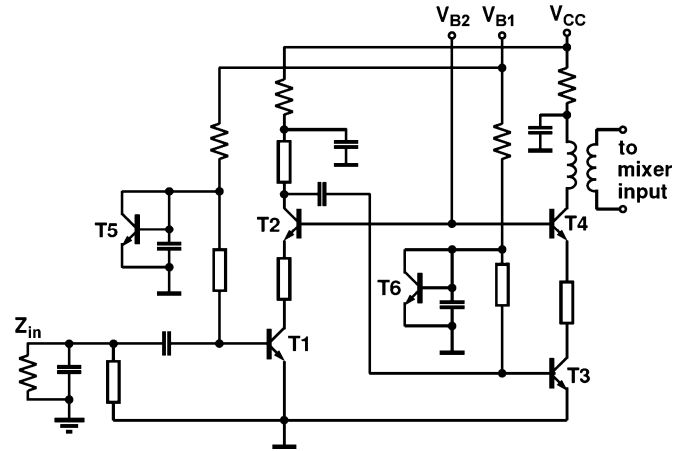 V_B2 V_B1 V_CC
to
mixer
input
T5
T2
T4
T6
Z_in
T1
T3